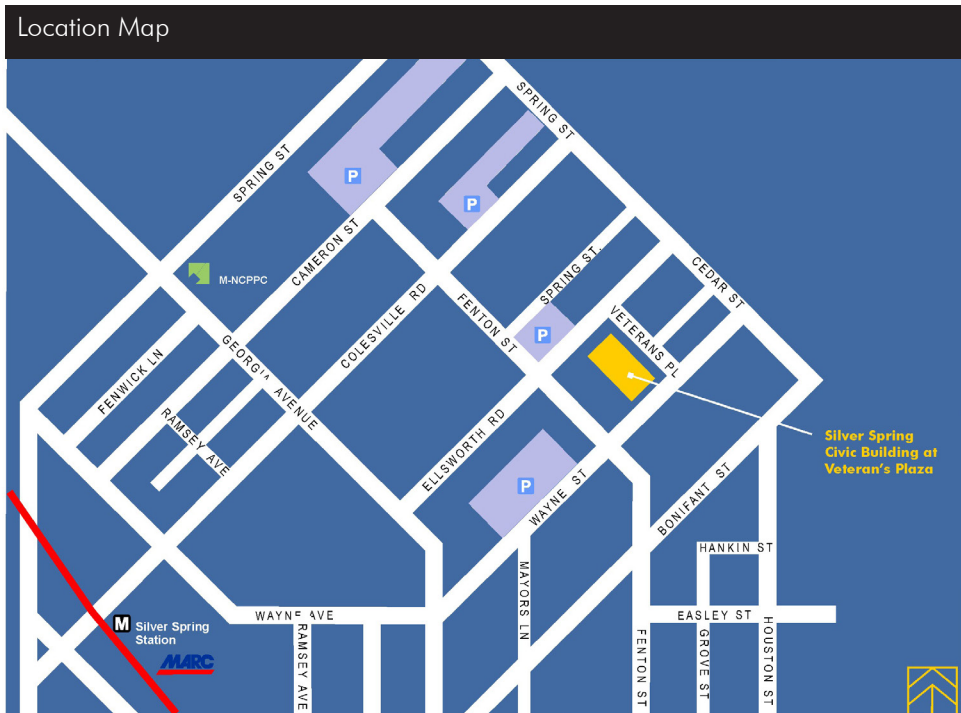 Location Map
SPRING ST
SPRING ST
P
P
CAMERON ST
M-NCPPC
COLESVILLE RD
FENTON ST
SPRING ST.
CEDAR ST
VETERANS PL
P
GEORGIA AVENUE
FENWICK LN
RAMSEY AVE
ELLSWORTH RD
Silver Spring
Civic Building at
Veteran's Plaza
P
WAYNE ST
BONIFANT ST
HANKIN ST
MAYORS LN
WAYNE AVE
EASLEY ST
M
Silver Spring
Station
MARC
RAMSEY AVE
FENTON ST
GROVE ST
HOUSTON ST